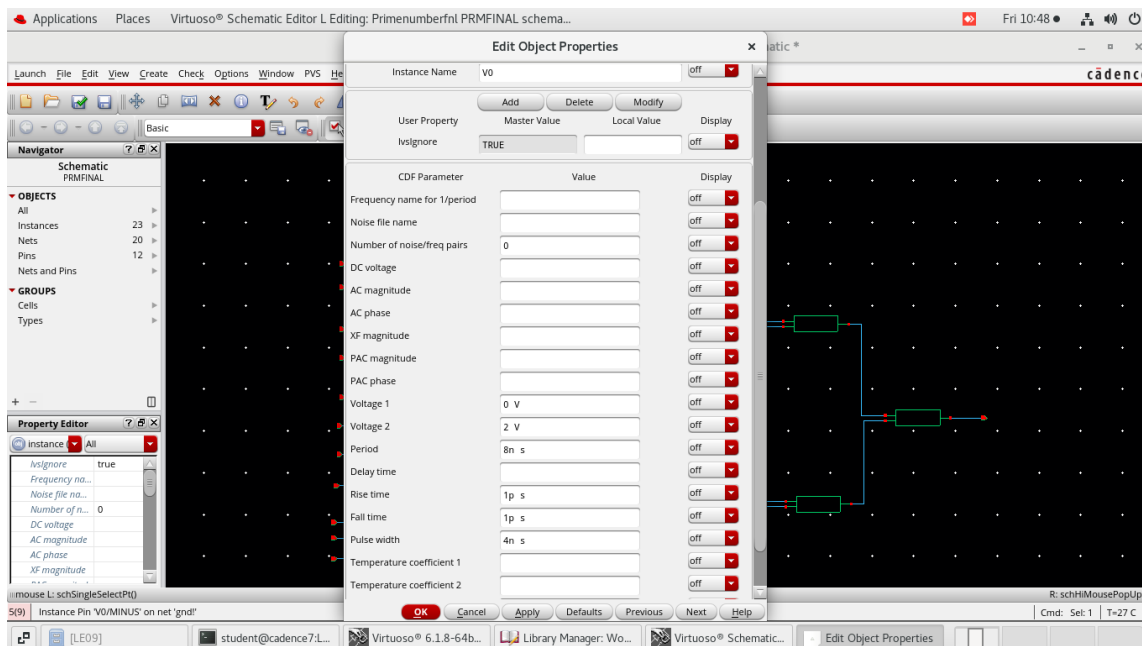 Applications Places Virtuoso® Schematic Editor L Editing: Primenumberfnl PRMFINAL schema... Fri 10:48
Edit Object Properties
atic *
Launch File Edit View Create Check Options Window PVS He
cādence
Basic
Navigator
Schematic
PRMFINAL
OBJECTS
All
Instances 23
Nets 20
Pins 12
Nets and Pins
GROUPS
Cells
Types
Property Editor
instance ( All
lvsIgnore true
Frequency na...
Noise file na...
Number of n... 0
DC voltage
AC magnitude
AC phase
XF magnitude
Instance Name V0 off
Add Delete Modify
User Property Master Value Local Value Display
lvsIgnore TRUE off
CDF Parameter Value Display
Frequency name for 1/period off
Noise file name off
Number of noise/freq pairs 0 off
DC voltage off
AC magnitude off
AC phase off
XF magnitude off
PAC magnitude off
PAC phase off
Voltage 1 0 V off
Voltage 2 2 V off
Period 8n s off
Delay time off
Rise time 1p s off
Fall time 1p s off
Pulse width 4n s off
Temperature coefficient 1 off
Temperature coefficient 2 off
OK Cancel Apply Defaults Previous Next Help
mouse L: schSingleSelectPt() R: schHiMousePopUp
5(9) Instance Pin 'V0/MINUS' on net 'gnd!' Cmd: Sel: 1 T=27 C
[LE09] student@cadence7:L... Virtuoso® 6.1.8-64b... Library Manager: Wo... Virtuoso® Schematic... Edit Object Properties